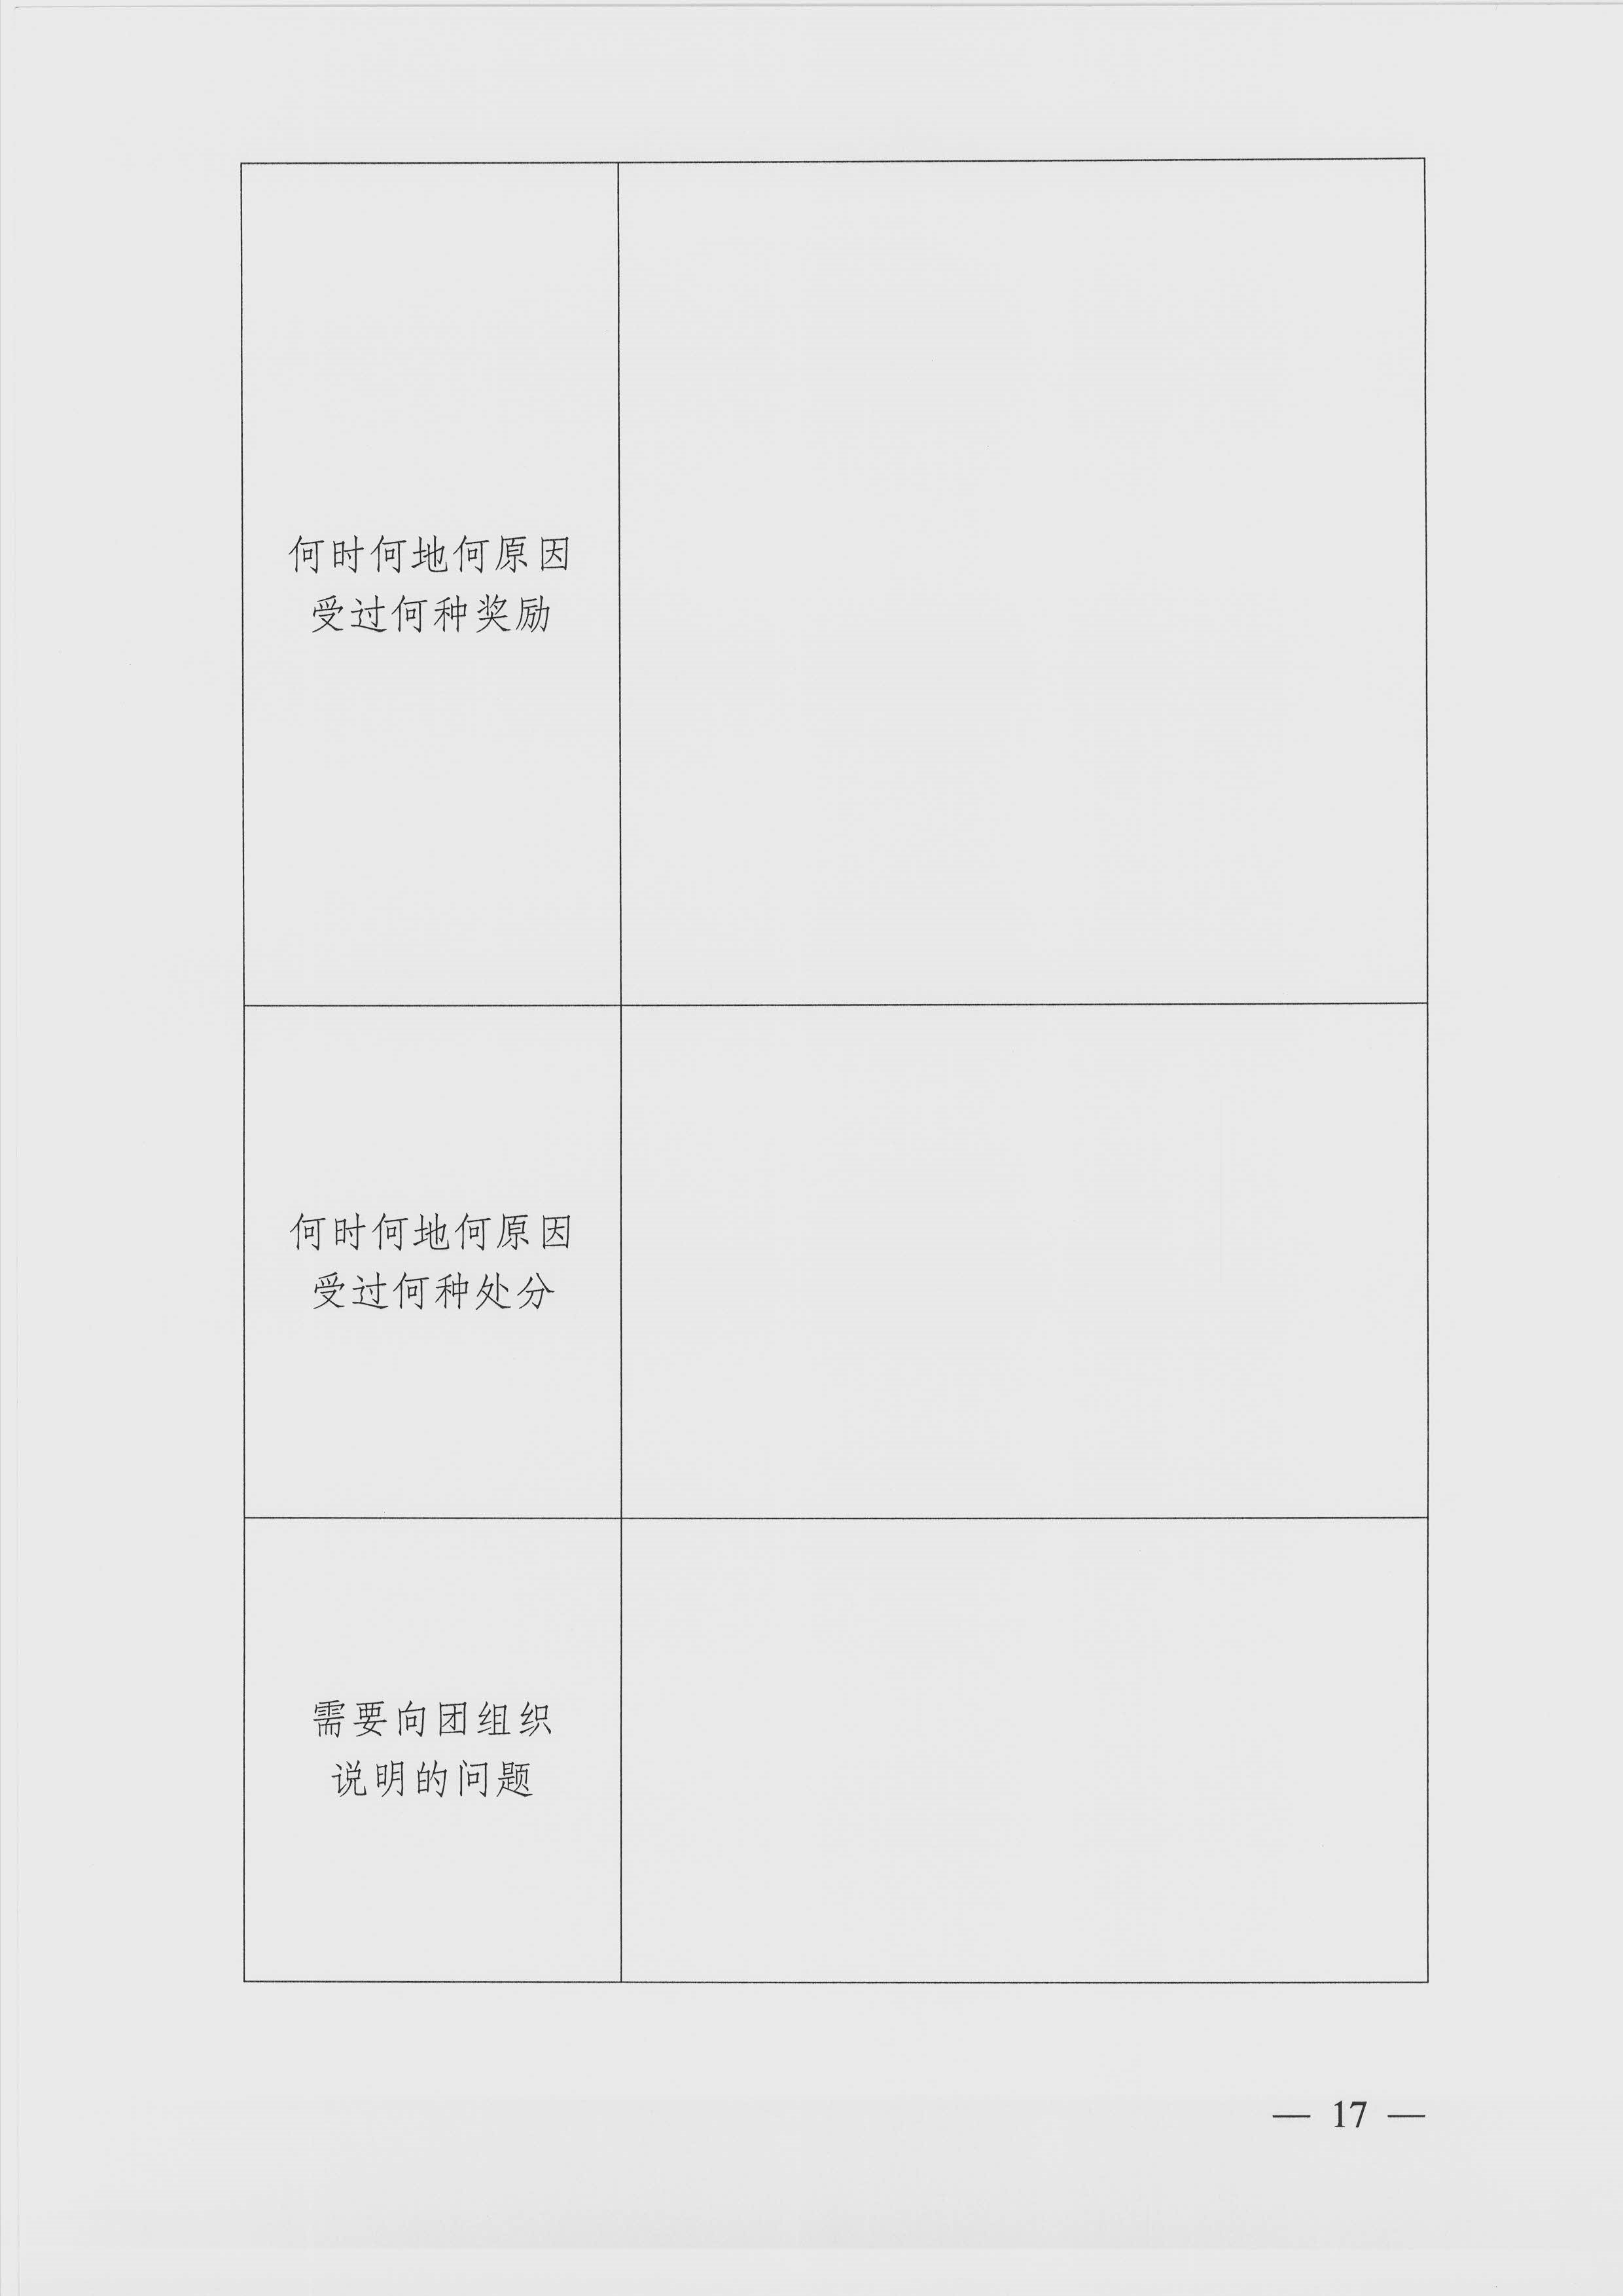 何时何地何原因
受过何种奖励
何时何地何原因
受过何种处分
需要向团组织
说明的问题
— 17 —